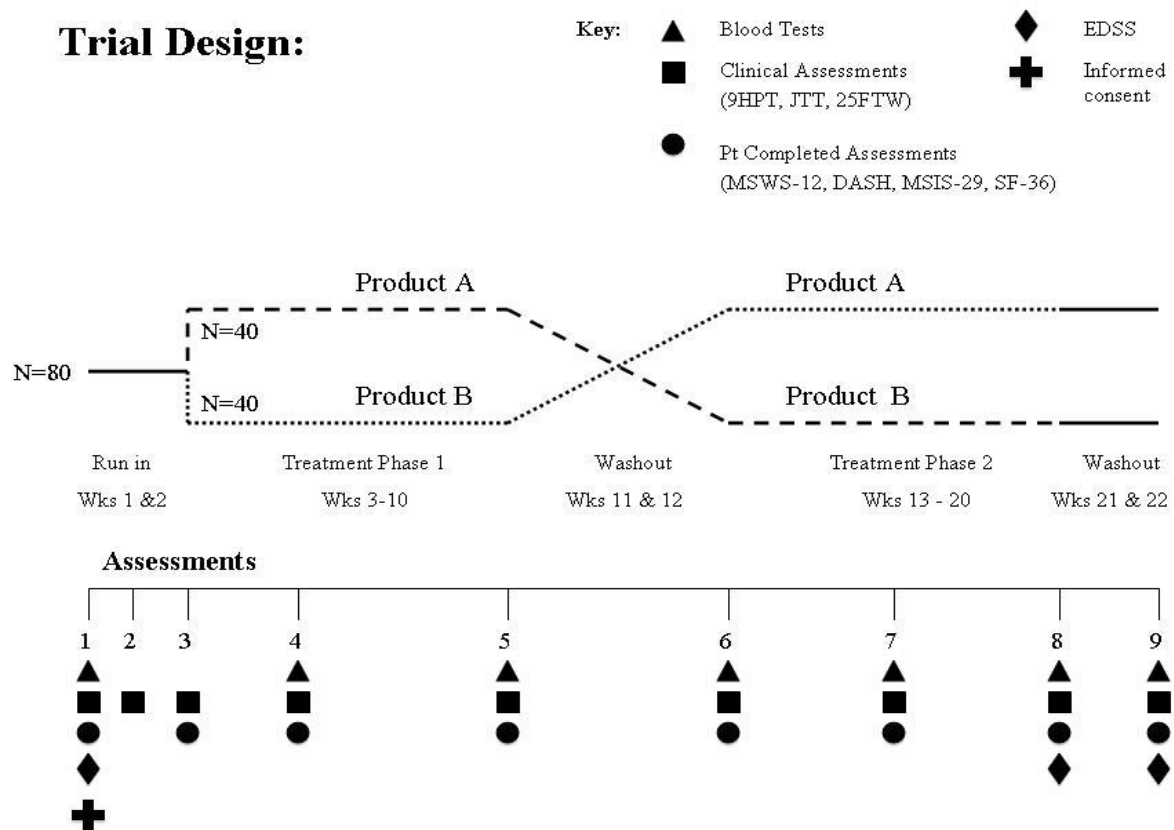 Trial Design:
Key:
Blood Tests
EDSS
Clinical Assessments
(9HPT, JTT, 25FTW)
Informed
consent
Pt Completed Assessments
(MSWS-12, DASH, MSIS-29, SF-36)
Product A
Product A
N=40
N=80
N=40
Product B
Product B
Run in
Treatment Phase 1
Washout
Treatment Phase 2
Washout
Wks 1 &2
Wks 3-10
Wks 11 & 12
Wks 13 - 20
Wks 21 & 22
Assessments
1 2 3 4 5 6 7 8 9